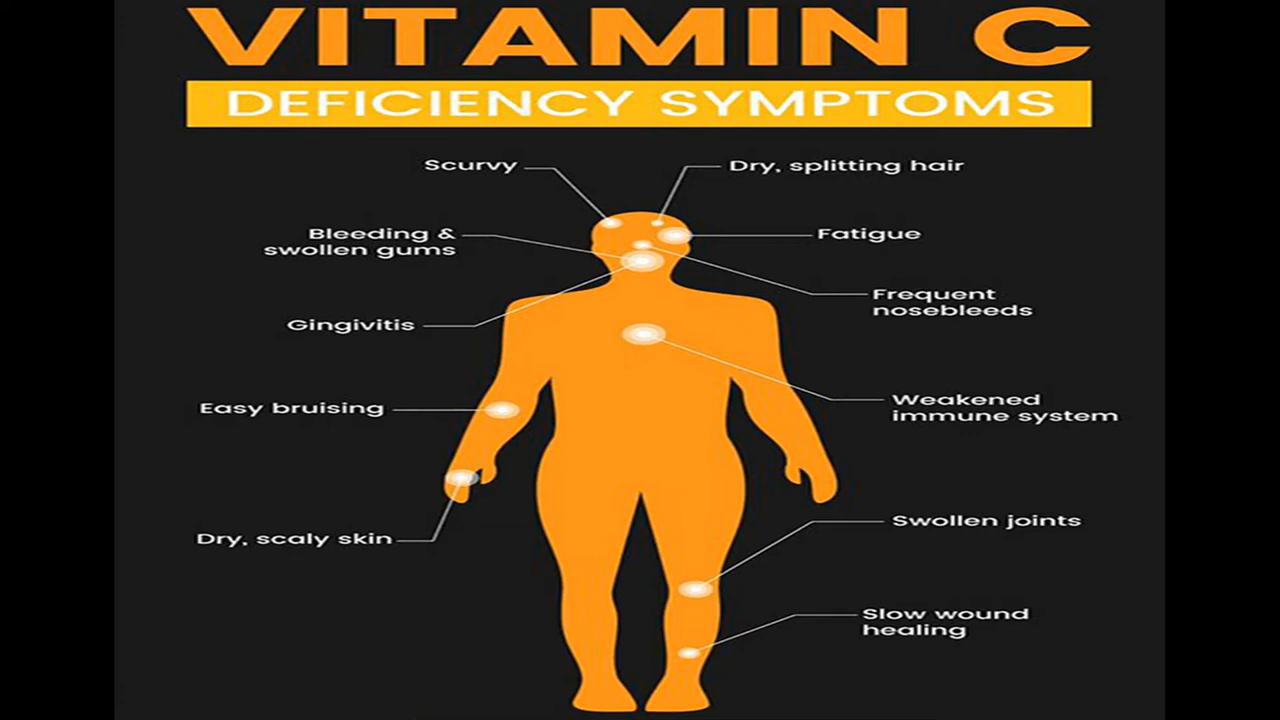 VITAMIN C
DEFICIENCY SYMPTOMS
Scurvy
Dry, splitting hair
Bleeding &
swollen gums
Fatigue
Frequent
nosebleeds
Gingivitis
Easy bruising
Weakened
immune system
Dry, scaly skin
Swollen joints
Slow wound
healing